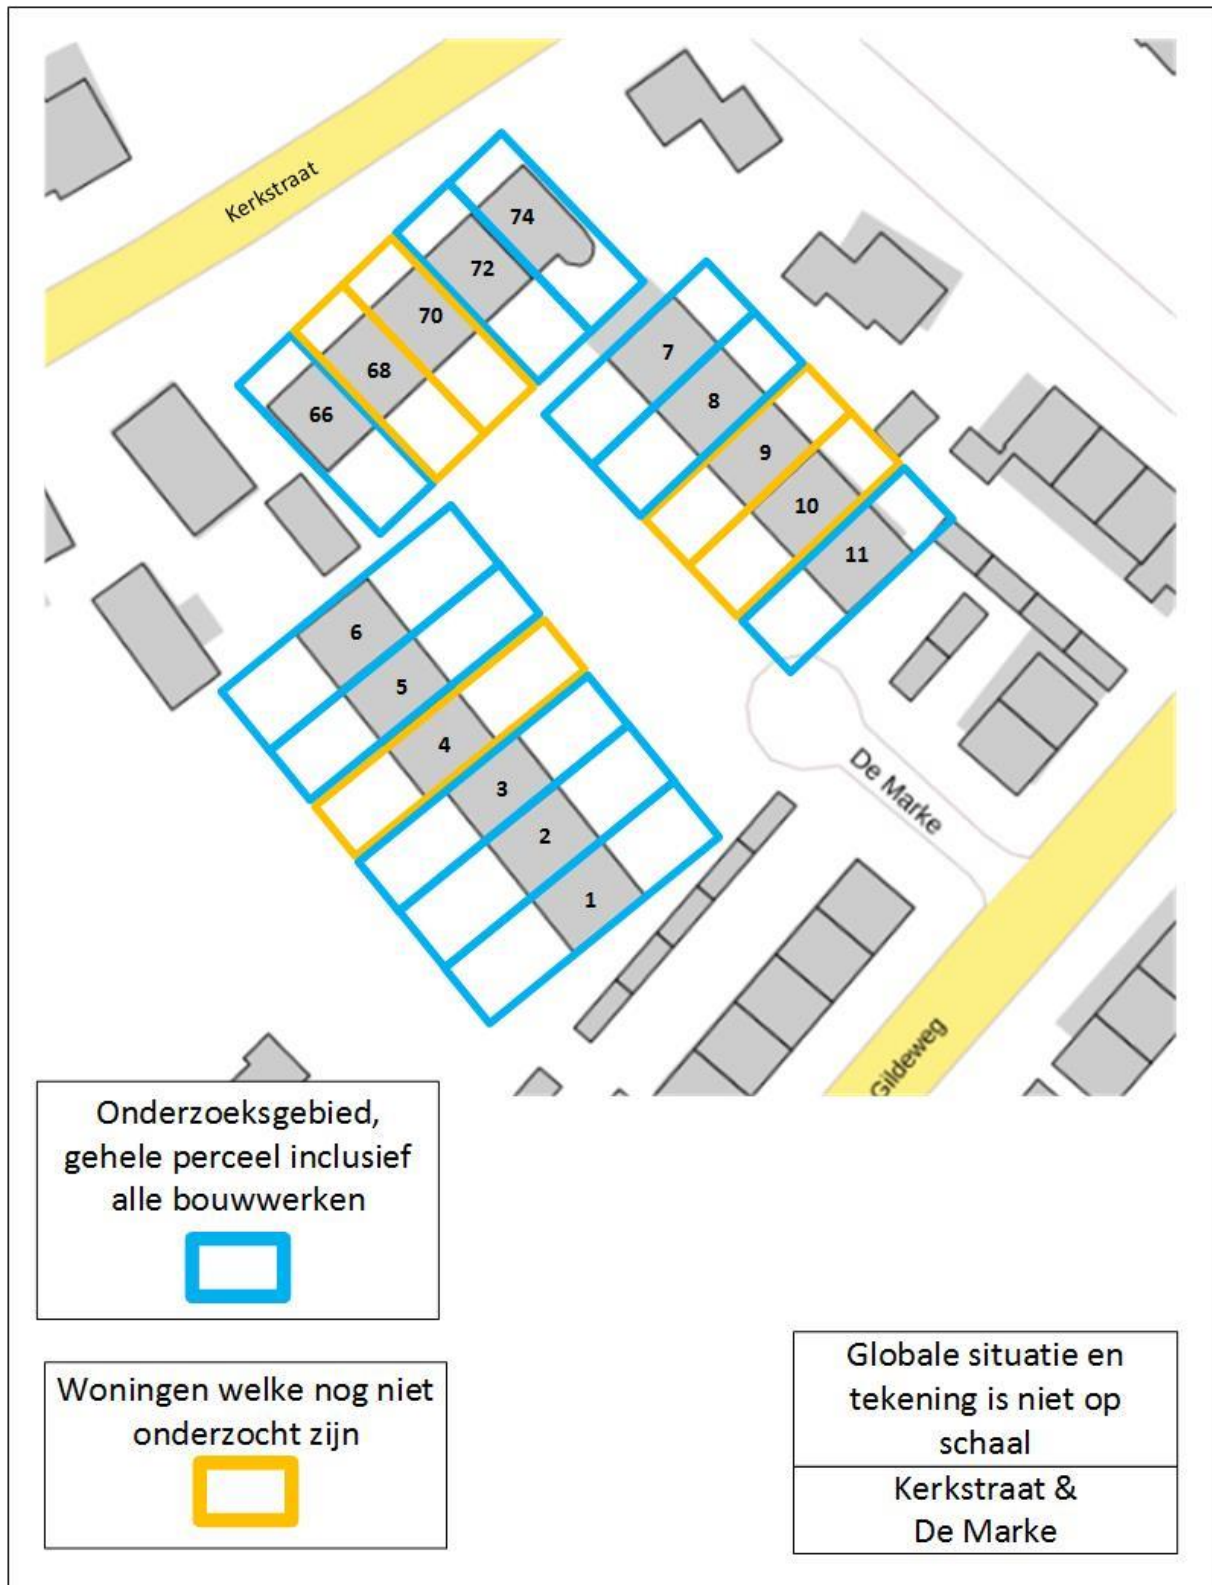 Kerkstraat
74
72
70
68
66
7
8
9
10
11
6
5
4
3
2
1
De Marke
Gildeweg
Onderzoeksgebied,
gehele perceel inclusief
alle bouwwerken
Woningen welke nog niet
onderzocht zijn
Globale situatie en
tekening is niet op
schaal
Kerkstraat &
De Marke